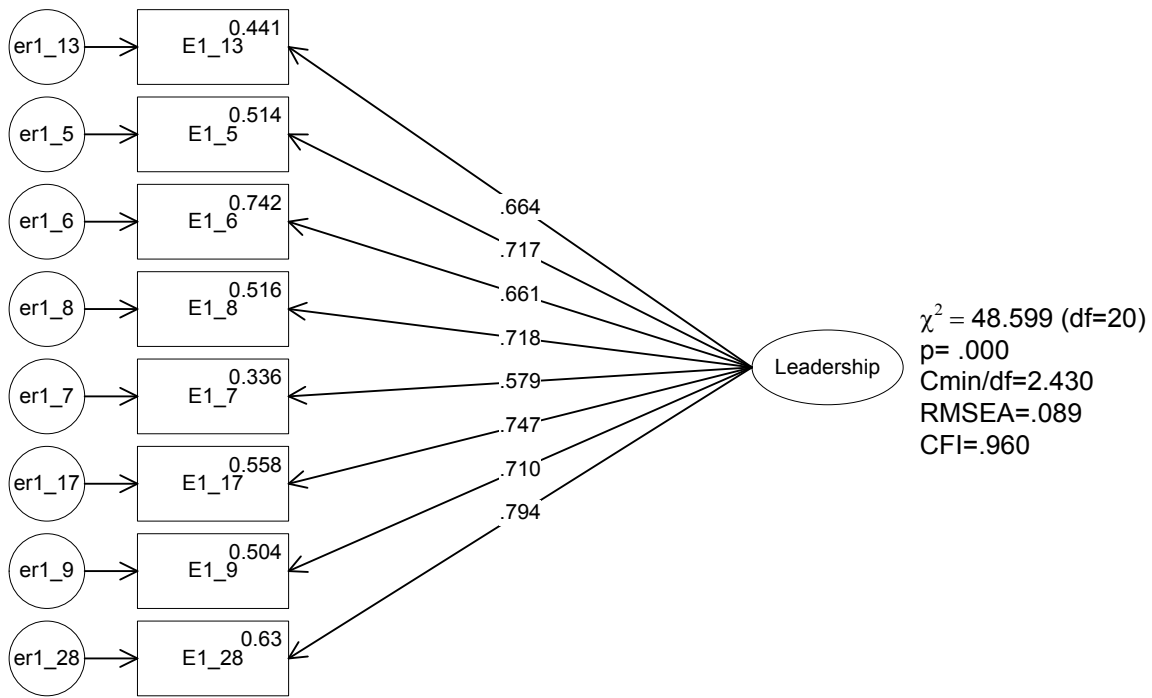 er1_13
0.441
E1_13
er1_5
0.514
E1_5
er1_6
0.742
E1_6
er1_8
0.516
E1_8
er1_7
0.336
E1_7
er1_17
0.558
E1_17
er1_9
0.504
E1_9
er1_28
0.63
E1_28
.664
.717
.661
.718
.579
.747
.710
.794
Leadership
χ² = 48.599 (df=20)
p= .000
Cmin/df=2.430
RMSEA=.089
CFI=.960